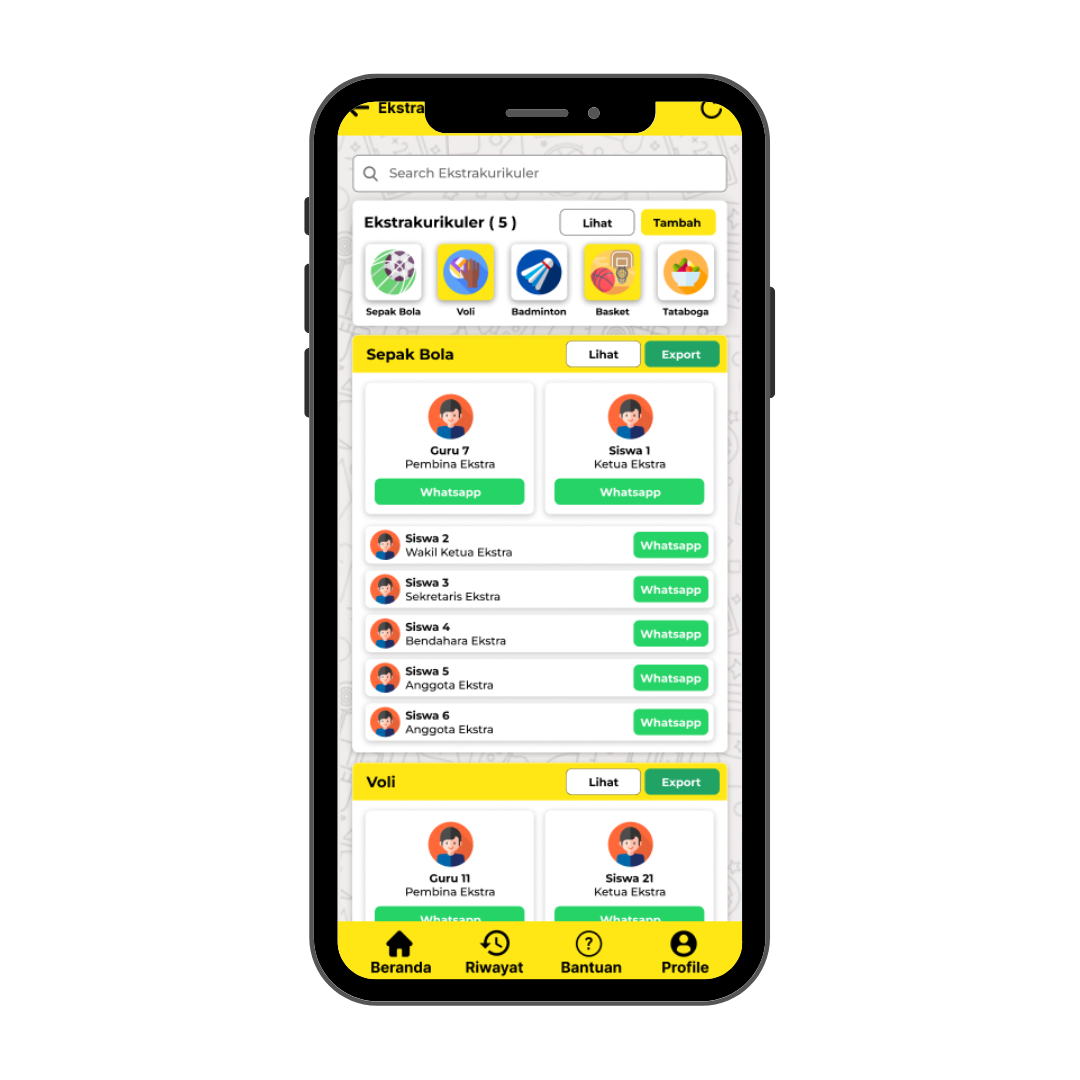 Ekstra
Search Ekstrakurikuler
Ekstrakurikuler ( 5 )
Lihat
Tambah
Sepak Bola
Voli
Badminton
Basket
Tataboga
Sepak Bola
Lihat
Export
Guru 7
Pembina Ekstra
Whatsapp
Siswa 1
Ketua Ekstra
Whatsapp
Siswa 2
Wakil Ketua Ekstra
Whatsapp
Siswa 3
Sekretaris Ekstra
Whatsapp
Siswa 4
Bendahara Ekstra
Whatsapp
Siswa 5
Anggota Ekstra
Whatsapp
Siswa 6
Anggota Ekstra
Whatsapp
Voli
Lihat
Export
Guru 11
Pembina Ekstra
Whatsapp
Siswa 21
Ketua Ekstra
Whatsapp
?
Beranda
Riwayat
Bantuan
Profile